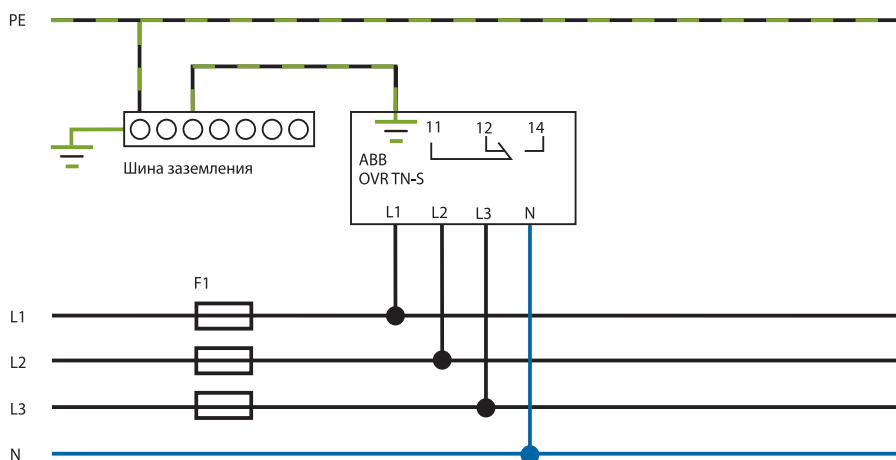 PE
11 12 14
ABB
OVR TN-S
Шина заземления
L1 L2 L3 N
F1
L1
L2
L3
N